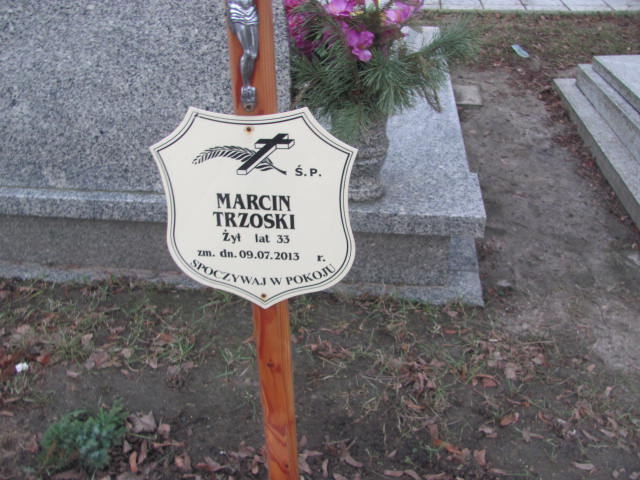 Ś.P.
MARCIN
TRZOSKI
Żył lat 33
zm. dn. 09.07.2013 r.
SPOCZYWAJ W POKOJU